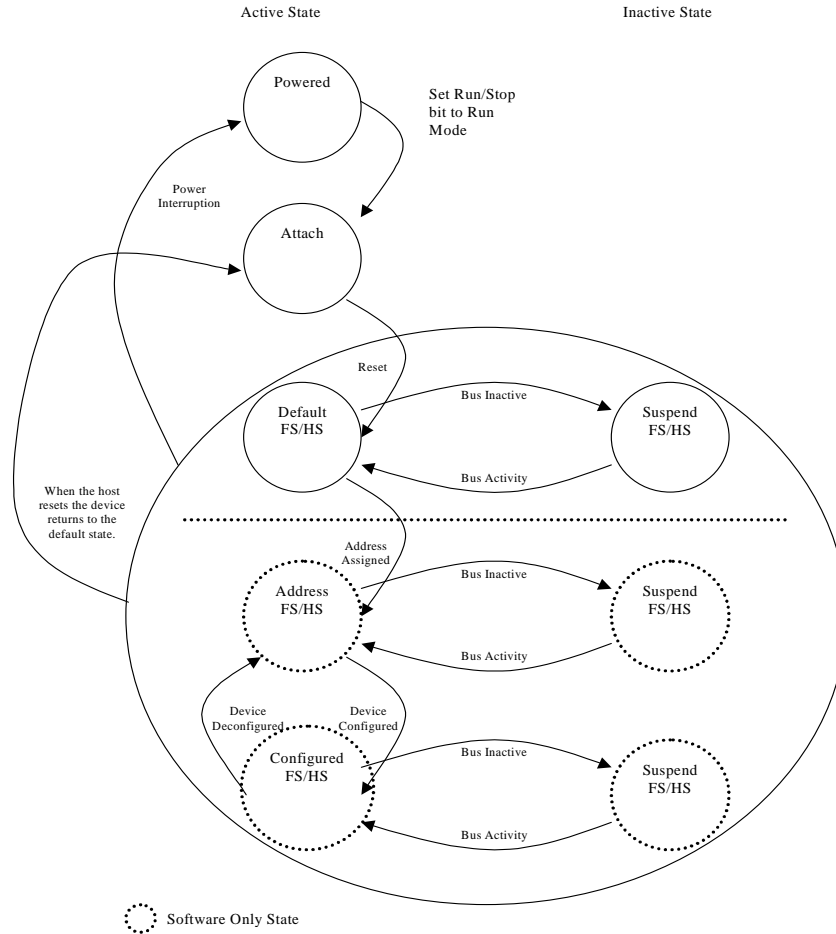 Active State
Inactive State
Powered
Set Run/Stop
bit to Run
Mode
Power
Interruption
Attach
Reset
Default
FS/HS
Bus Inactive
Suspend
FS/HS
Bus Activity
When the host
resets the device
returns to the
default state.
Address
Assigned
Address
FS/HS
Bus Inactive
Suspend
FS/HS
Bus Activity
Device
Deconfigured
Device
Configured
Configured
FS/HS
Bus Inactive
Suspend
FS/HS
Bus Activity
Software Only State